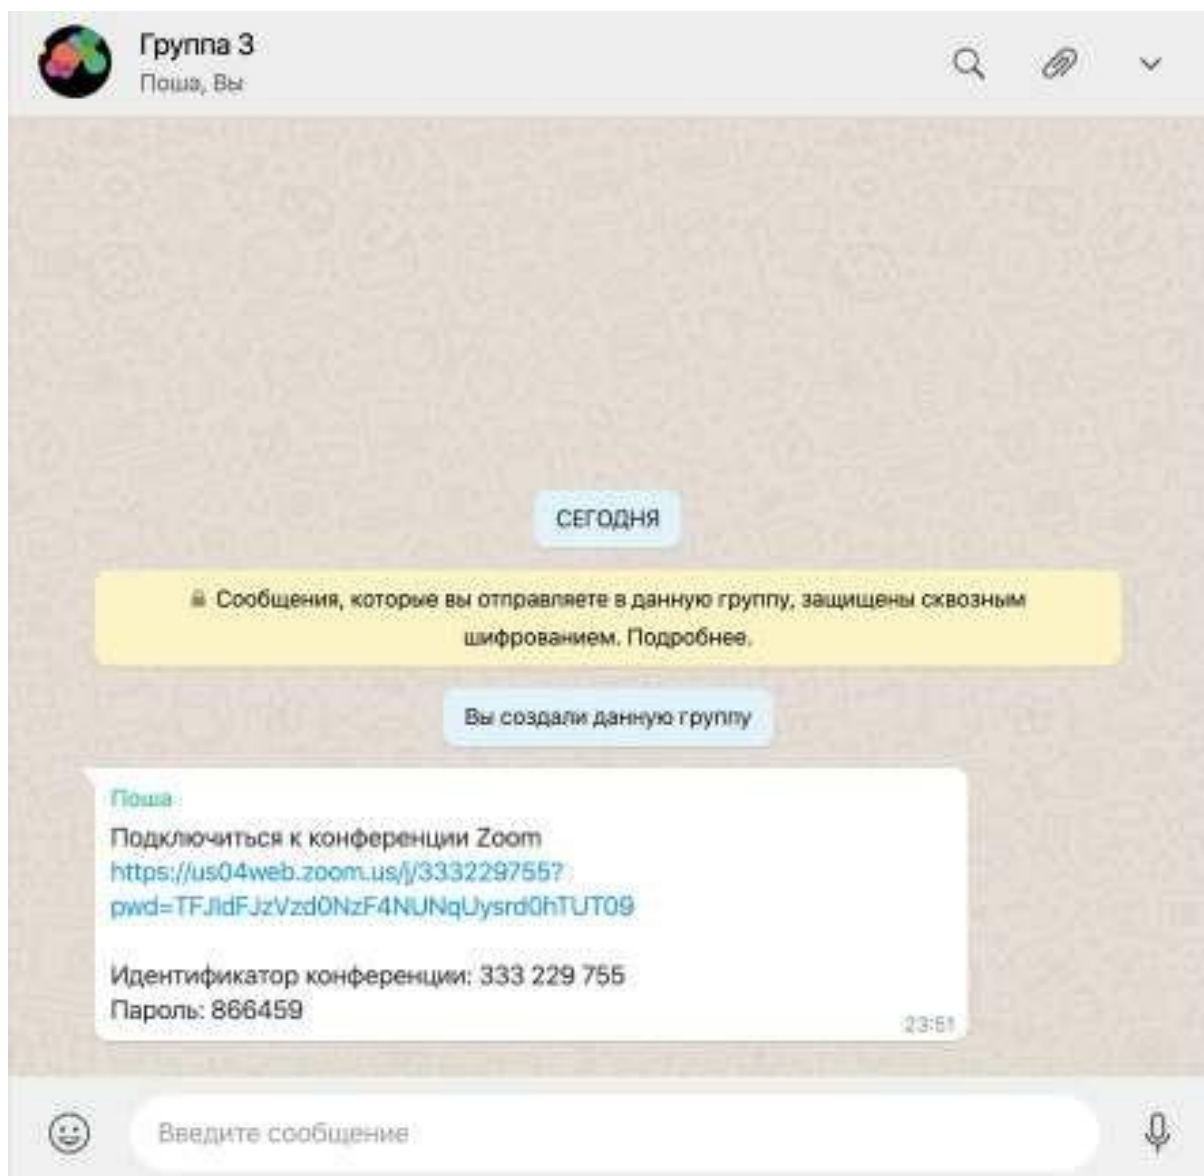 Группа 3
Поша, Вы
СЕГОДНЯ
Сообщения, которые вы отправляете в данную группу, защищены сквозным
шифрованием. Подробнее.
Вы создали данную группу
Поша
Подключиться к конференции Zoom
https://us04web.zoom.us/j/333229755?
pwd=TFJldFJzVzd0NzF4NUNqUysrd0hTUT09
Идентификатор конференции: 333 229 755
Пароль: 866459
23:51
Введите сообщение